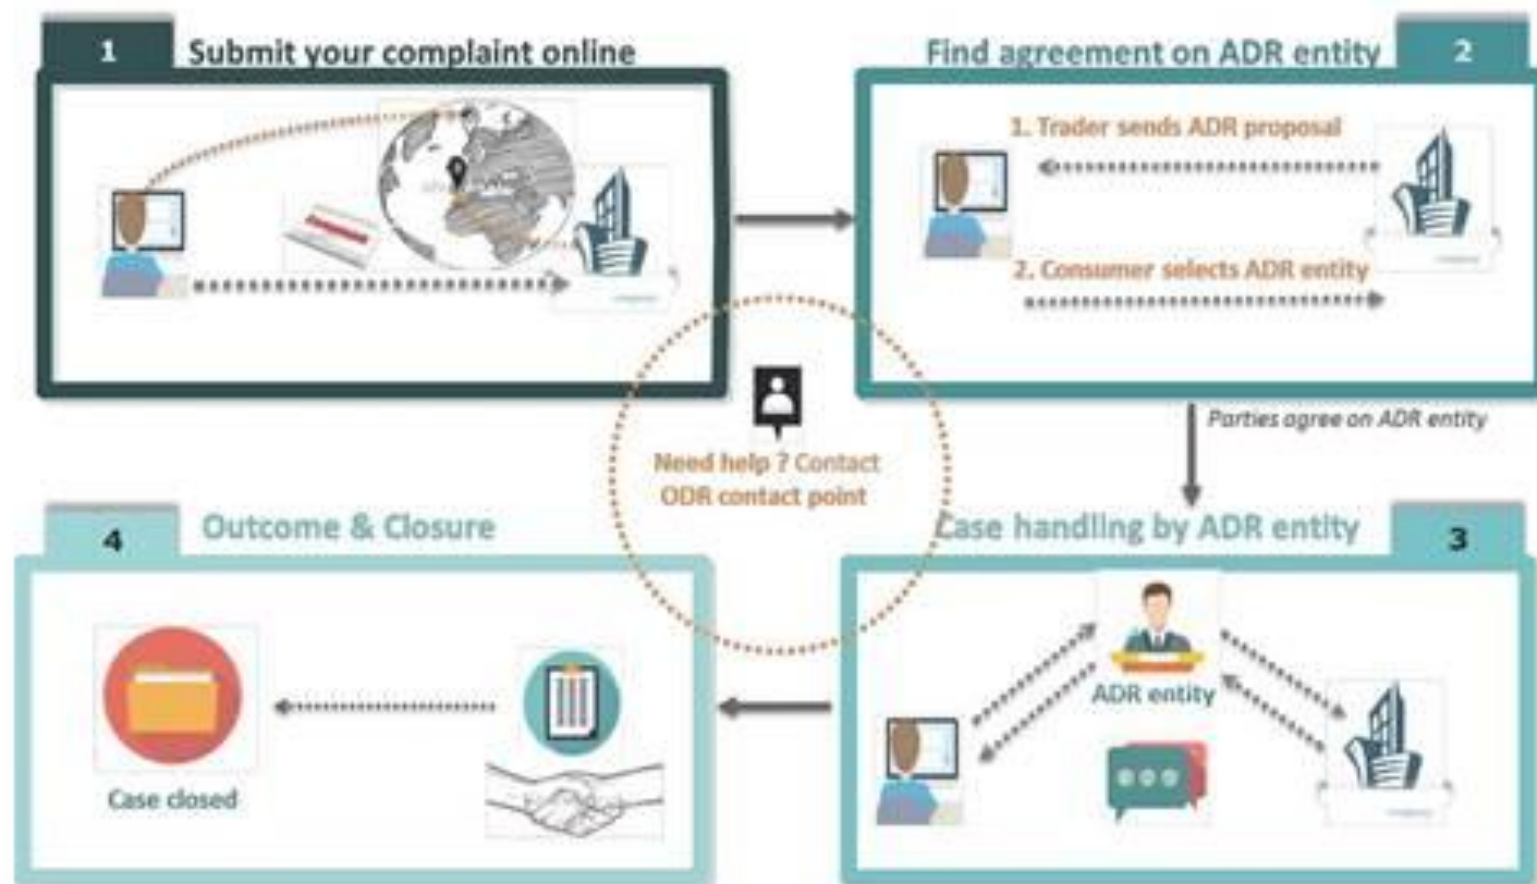 1
Submit your complaint online
Find agreement on ADR entity
2
1. Trader sends ADR proposal
2. Consumer selects ADR entity
Parties agree on ADR entity
Need help ? Contact
ODR contact point
4
Outcome & Closure
Case handling by ADR entity
3
ADR entity
Case closed